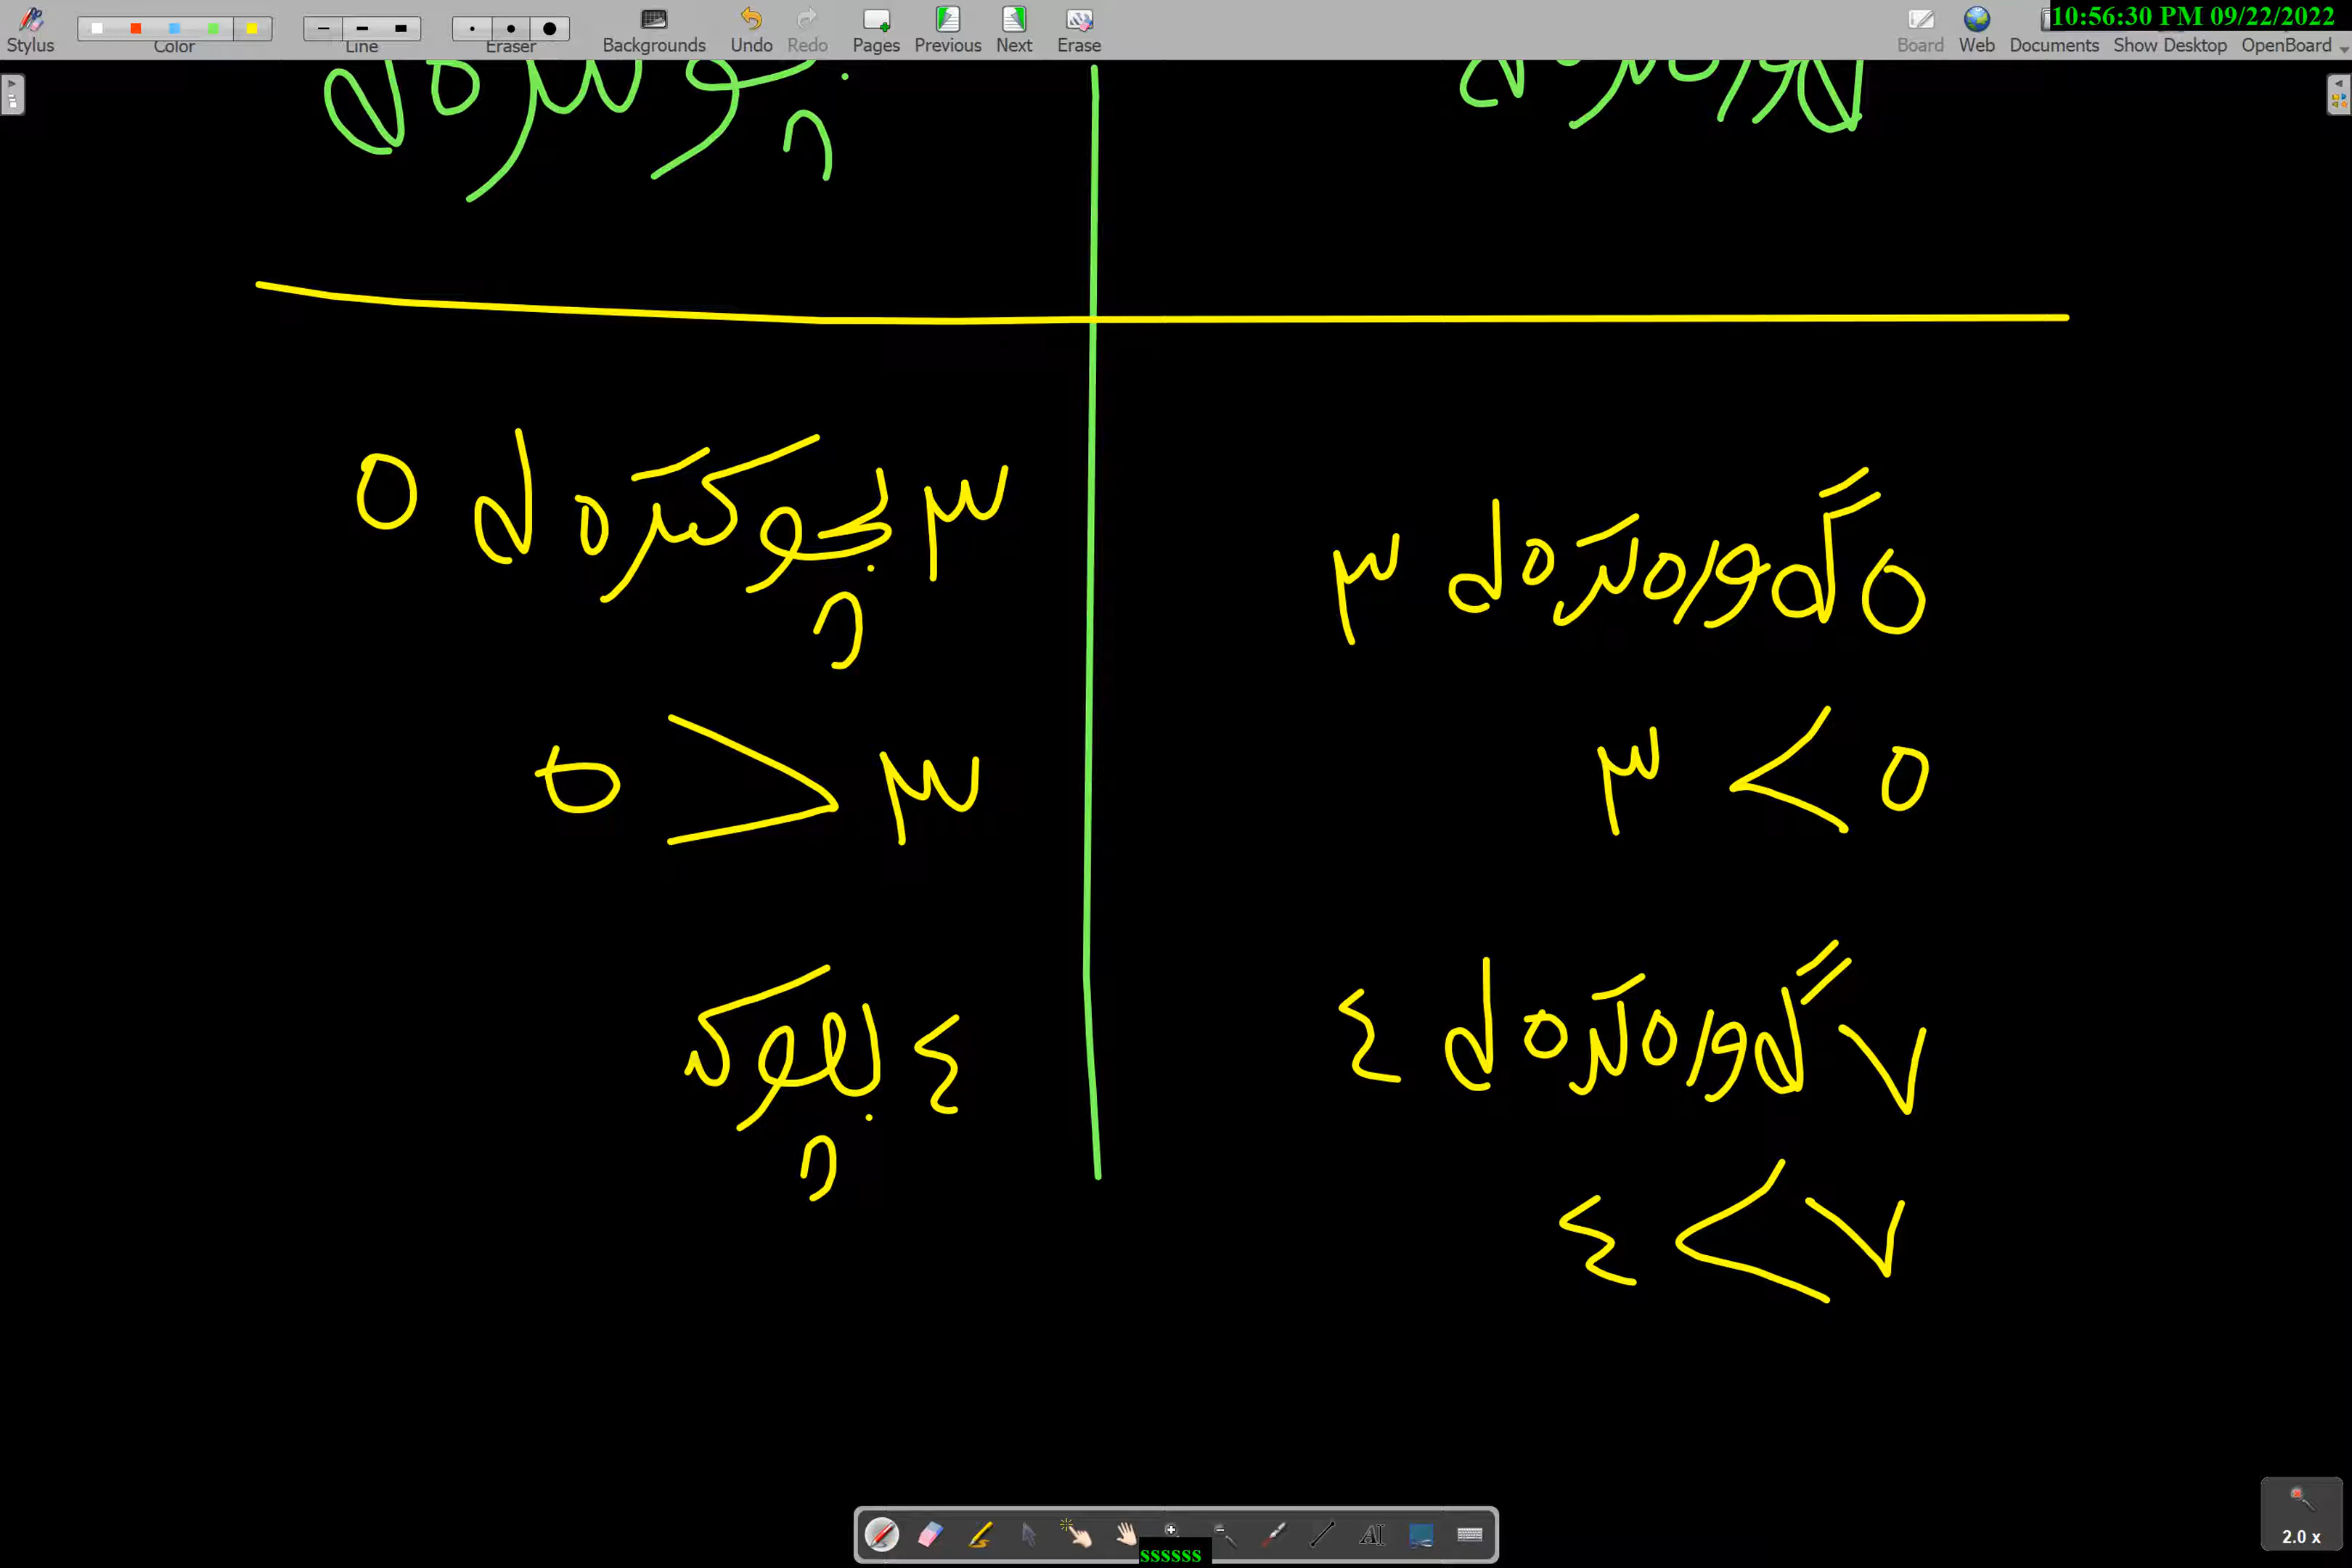 Stylus
Color
Line
Eraser
Backgrounds
Undo
Redo
Pages
Previous
Next
Erase
Board
Web
Documents
Show Desktop
OpenBoard
10:56:30 PM 09/22/2022
٥ گەورەترە لە ٣
٣ < ٥
٧ گەورەترە لە ٤
٤ < ٧
٣ بچوکترە لە ٥
٥ > ٣
٤ بچوک
ssssss
2.0 x